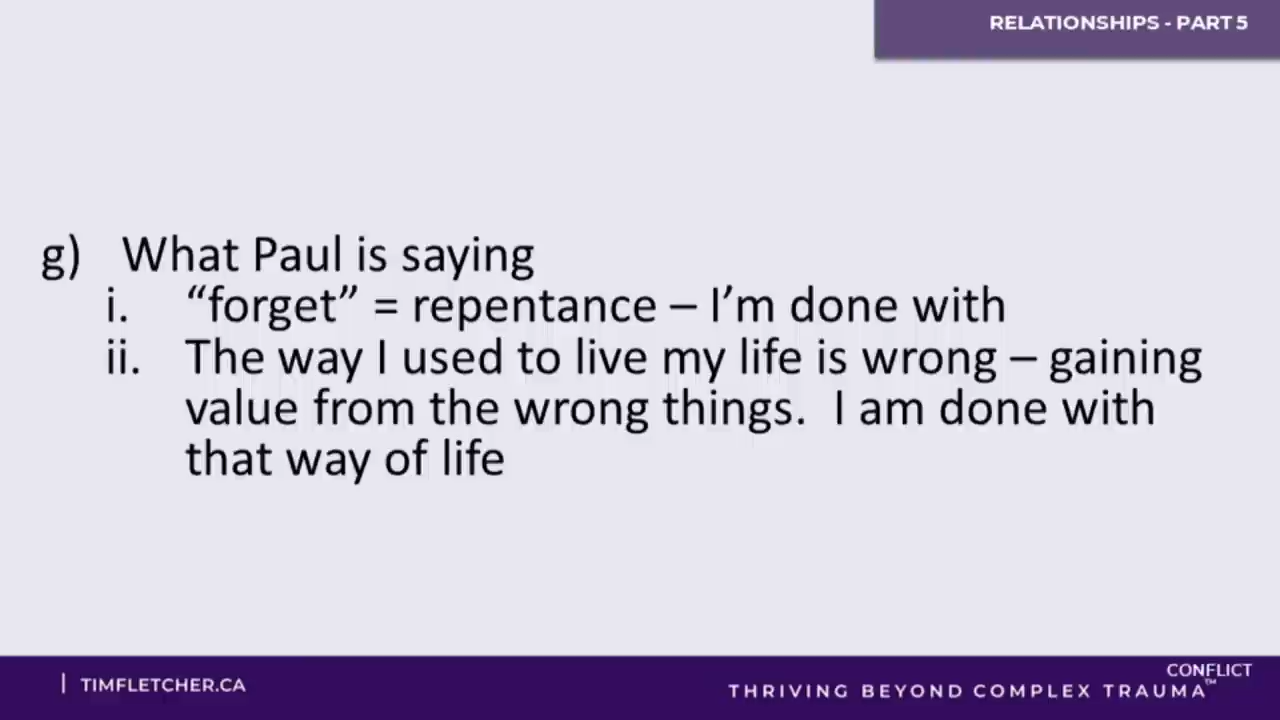 RELATIONSHIPS - PART 5
g) What Paul is saying
i. “forget” = repentance – I’m done with
ii. The way I used to live my life is wrong – gaining
value from the wrong things.  I am done with
that way of life
| TIMFLETCHER.CA
CONFLICT
THRIVING BEYOND COMPLEX TRAUMA™